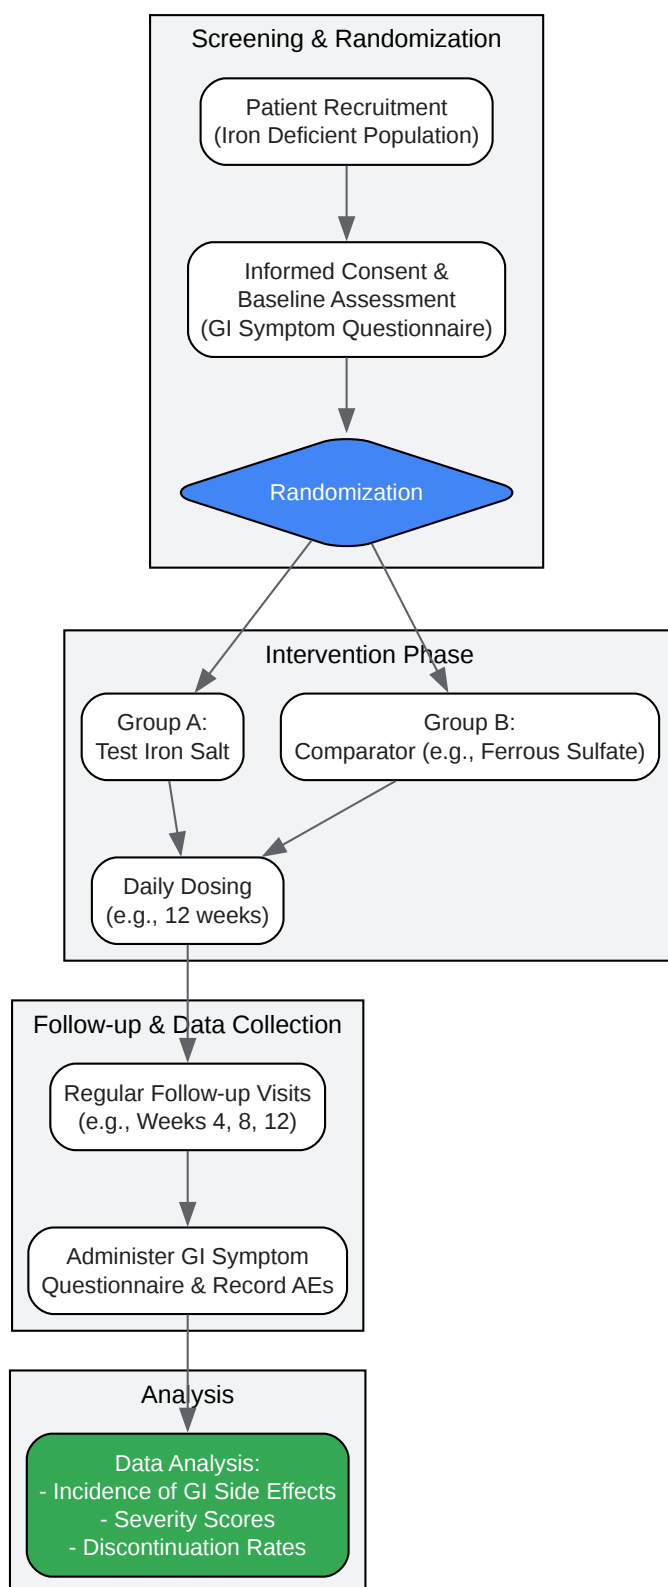 Screening & Randomization
Patient Recruitment
(Iron Deficient Population)
Informed Consent &
Baseline Assessment
(GI Symptom Questionnaire)
Randomization
Intervention Phase
Group A:
Test Iron Salt
Group B:
Comparator (e.g., Ferrous Sulfate)
Daily Dosing
(e.g., 12 weeks)
Follow-up & Data Collection
Regular Follow-up Visits
(e.g., Weeks 4, 8, 12)
Administer GI Symptom
Questionnaire & Record AEs
Analysis
Data Analysis:
- Incidence of GI Side Effects
- Severity Scores
- Discontinuation Rates